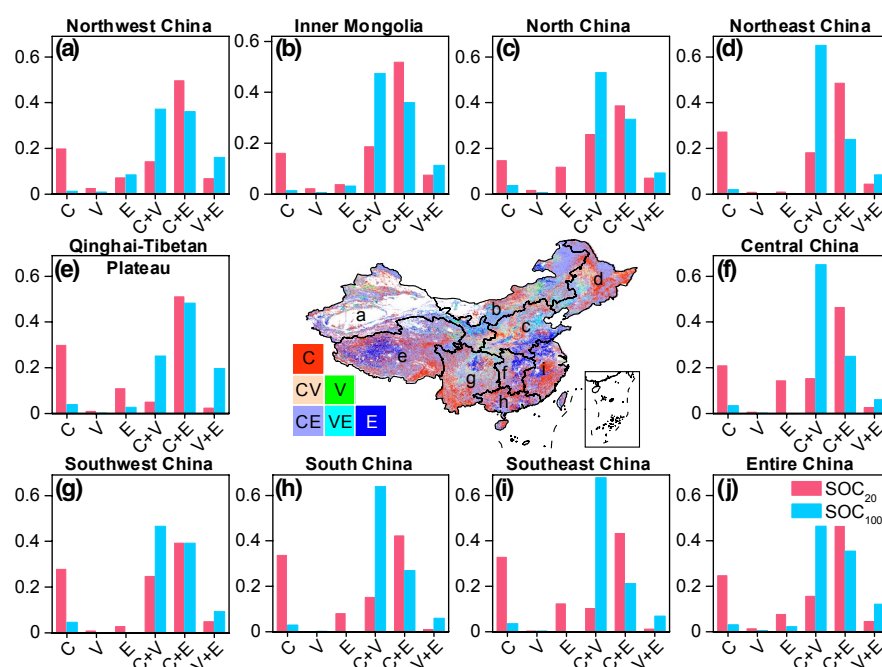 Northwest China
Inner Mongolia
North China
Northeast China
(a)
(b)
(c)
(d)
0.6
0.4
0.2
0
0.6
0.4
0.2
0
0.6
0.4
0.2
0
0.6
0.4
0.2
0
C V E C+V C+E V+E
C V E C+V C+E V+E
C V E C+V C+E V+E
C V E C+V C+E V+E
Qinghai-Tibetan
Plateau
(e)
0.6
0.4
0.2
0
C V E C+V C+E V+E
a
b
c
d
e
f
g
h
i
C
CV V
CE VE E
Central China
(f)
0.6
0.4
0.2
0
C V E C+V C+E V+E
Southwest China
South China
Southeast China
Entire China
(g)
(h)
(i)
(j)
SOC20
SOC100
0.6
0.4
0.2
0
0.6
0.4
0.2
0
0.6
0.4
0.2
0
0.6
0.4
0.2
0
C V E C+V C+E V+E
C V E C+V C+E V+E
C V E C+V C+E V+E
C V E C+V C+E V+E